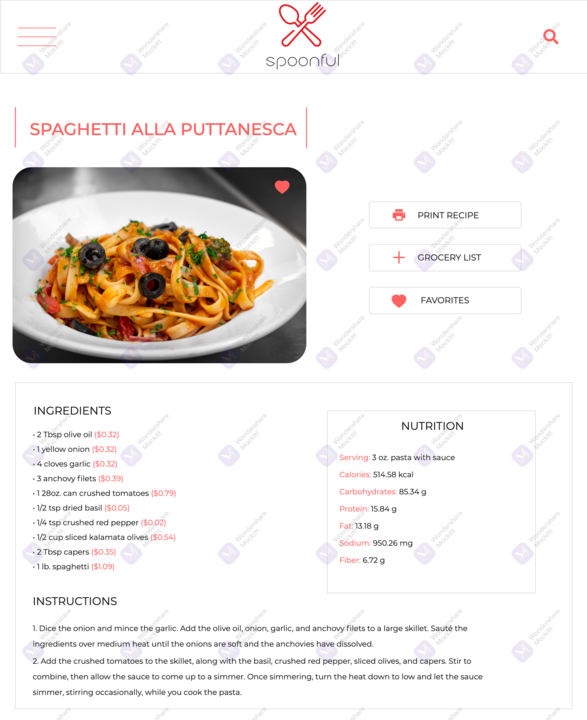 spoonful
SPAGHETTI ALLA PUTTANESCA
PRINT RECIPE
GROCERY LIST
FAVORITES
INGREDIENTS
• 2 Tbsp olive oil ($0.32)
• 1 yellow onion ($0.32)
• 4 cloves garlic ($0.32)
• 3 anchovy filets ($0.39)
• 1 28oz. can crushed tomatoes ($0.79)
• 1/2 tsp dried basil ($0.05)
• 1/4 tsp crushed red pepper ($0.02)
• 1/2 cup sliced kalamata olives ($0.54)
• 2 Tbsp capers ($0.35)
• 1 lb. spaghetti ($1.09)
NUTRITION
Serving: 3 oz. pasta with sauce
Calories: 514.58 kcal
Carbohydrates: 85.34 g
Protein: 15.84 g
Fat: 13.18 g
Sodium: 950.26 mg
Fiber: 6.72 g
INSTRUCTIONS
1. Dice the onion and mince the garlic. Add the olive oil, onion, garlic, and anchovy filets to a large skillet. Sauté the
ingredients over medium heat until the onions are soft and the anchovies have dissolved.
2. Add the crushed tomatoes to the skillet, along with the basil, crushed red pepper, sliced olives, and capers. Stir to
combine, then allow the sauce to come up to a simmer. Once simmering, turn the heat down to low and let the sauce
simmer, stirring occasionally, while you cook the pasta.
Wondershare
Mockitt